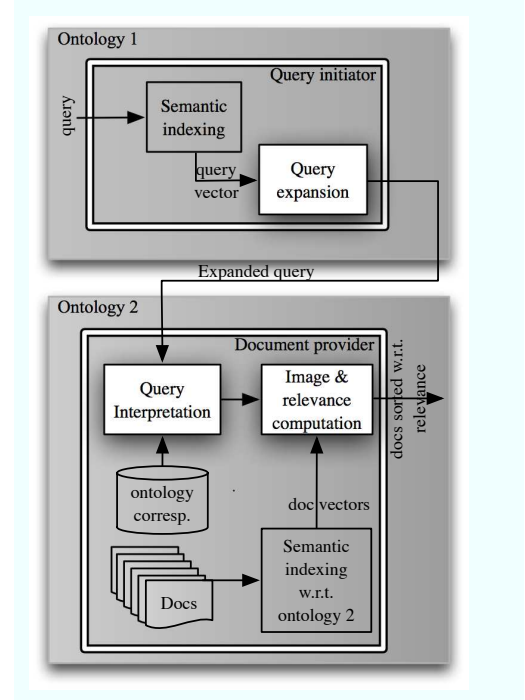 Ontology 1
Query initiator
query
Semantic
indexing
query
vector
Query
expansion
Expanded query
Ontology 2
Document provider
Query
Interpretation
Image &
relevance
computation
docs sorted w.r.t.
relevance
ontology
corresp.
doc vectors
Docs
Semantic
indexing
w.r.t.
ontology 2